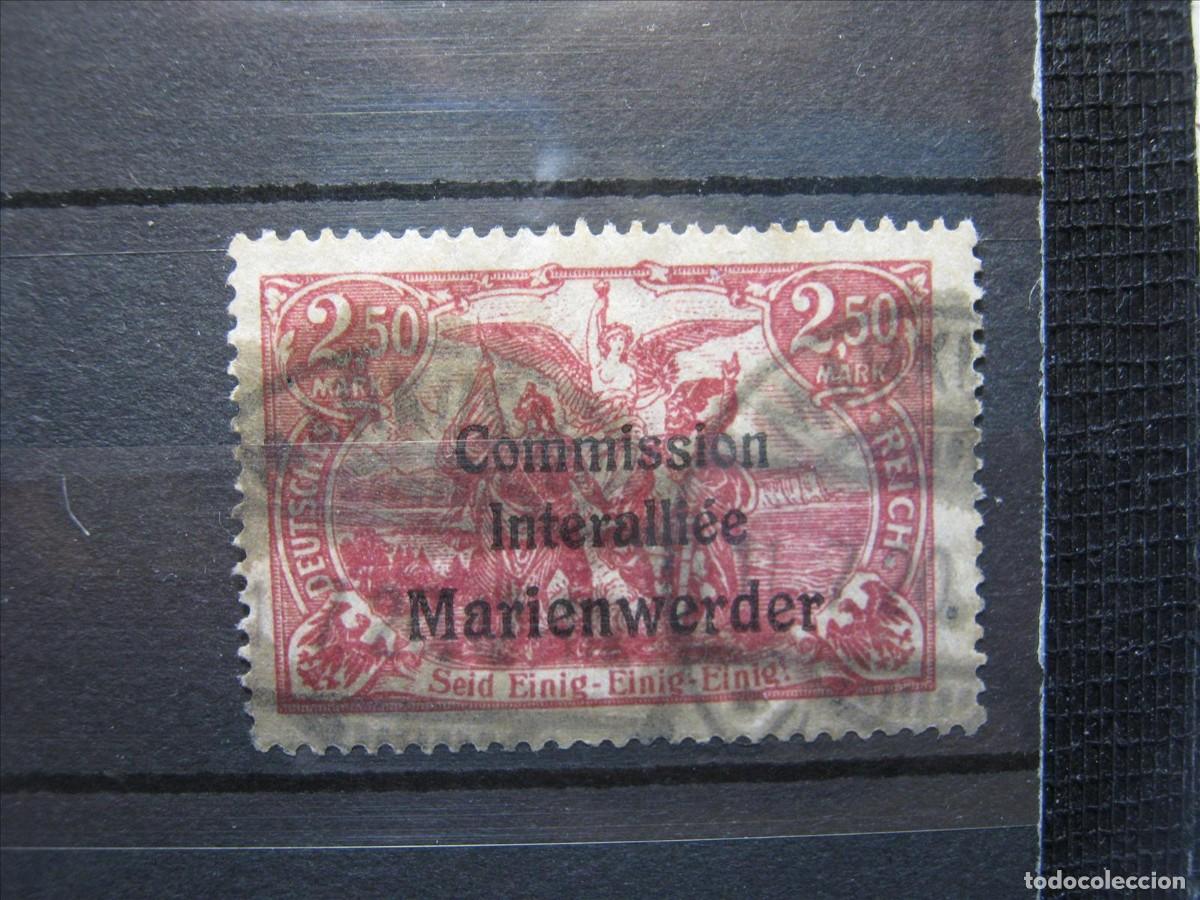 2,50 2,50
MARK MARK
DEUTSCHES REICH
Commission
Interalliée
Marienwerder
Seid Einig-Einig-Einig!
todocoleccion